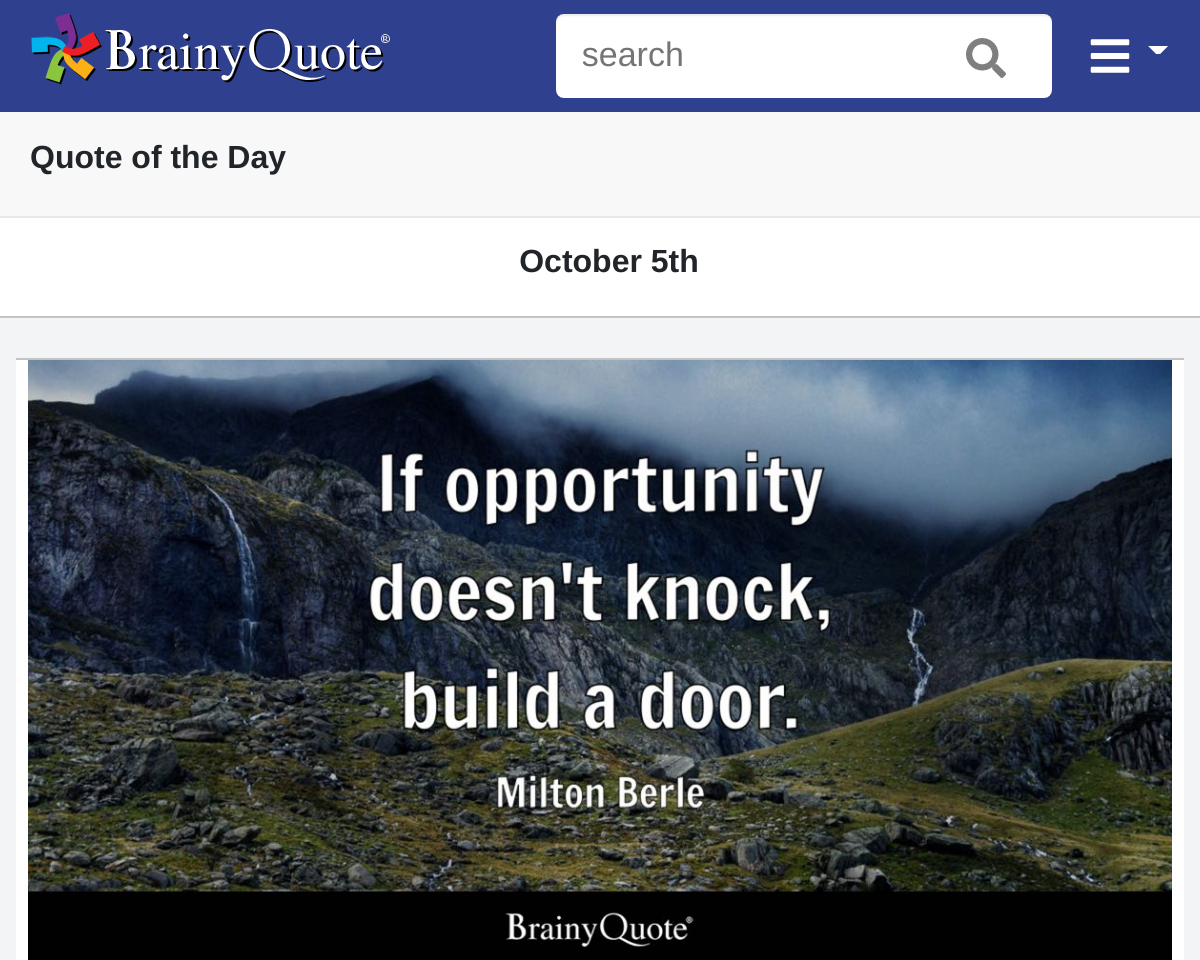 BrainyQuote®
search
Quote of the Day
October 5th
If opportunity
doesn't knock,
build a door.
Milton Berle
BrainyQuote®